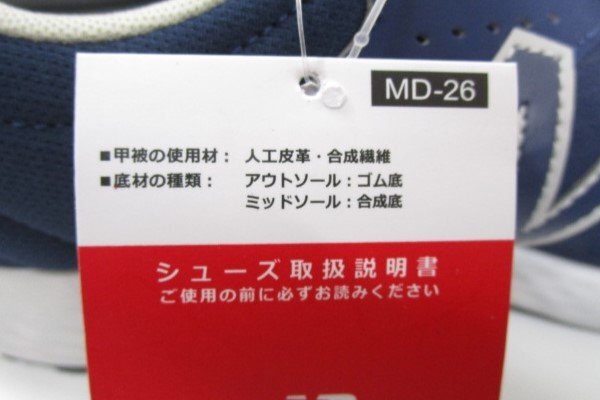 MD-26
■甲被の使用材： 人工皮革・合成繊維
■底材の種類： アウトソール：ゴム底
ミッドソール：合成底
シューズ取扱説明書
ご使用の前に必ずお読みください